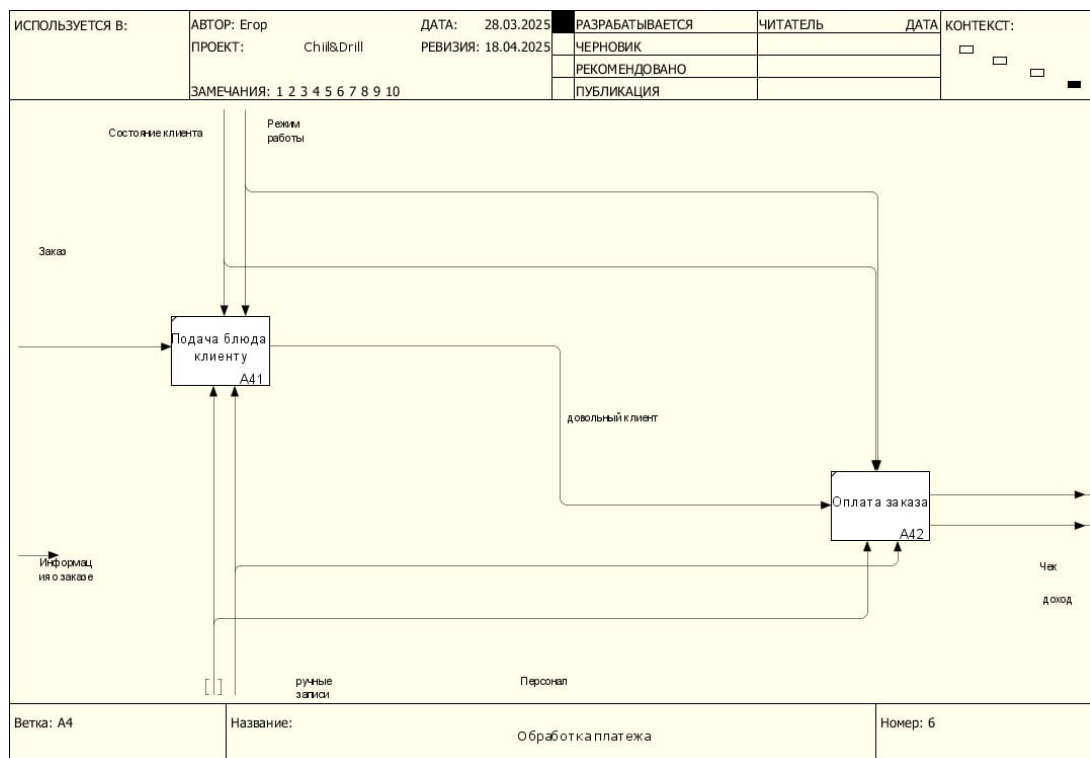 ИСПОЛЬЗУЕТСЯ В:
АВТОР: Егор
ДАТА: 28.03.2025
РАЗРАБАТЫВАЕТСЯ
ЧИТАТЕЛЬ
ДАТА
КОНТЕКСТ:
ПРОЕКТ: Chiil&Drill
РЕВИЗИЯ: 18.04.2025
ЧЕРНОВИК
РЕКОМЕНДОВАНО
ЗАМЕЧАНИЯ: 1 2 3 4 5 6 7 8 9 10
ПУБЛИКАЦИЯ
Состояние клиента
Режим
работы
Заказ
Подача блюда
клиенту
A41
довольный клиент
Оплата заказа
A42
Информац
ия о заказе
Чек
доход
ручные
записи
Персонал
Ветка: A4
Название:
Обработка платежа
Номер: 6